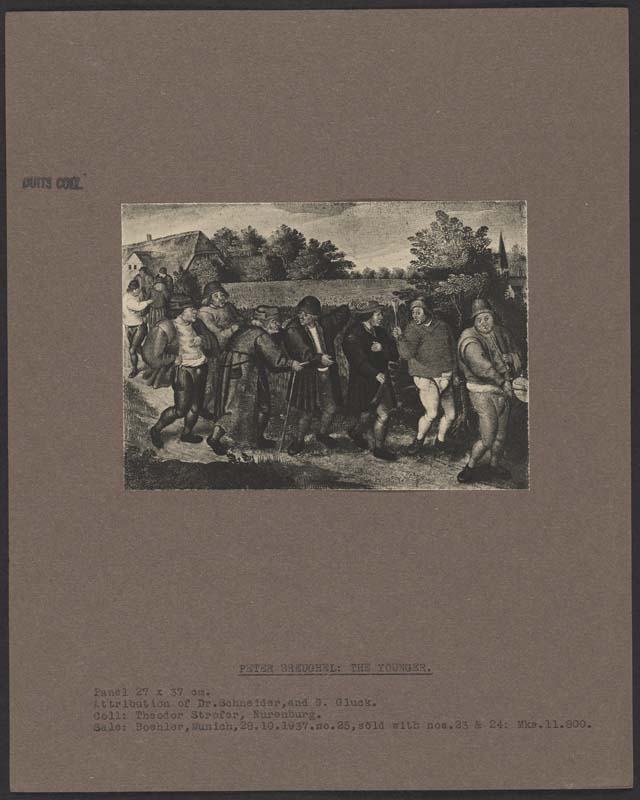 DUITS COLL.
PETER BREUGHEL: THE YOUNGER.
Panel 27 x 37 cm.
Attribution of Dr.Schneider,and G. Gluck.
Coll: Theodor Strefer, Nurenburg.
Sale: Boehler,Munich,28.10.1937.no.25,sold with nos.23 & 24: Mks.11.800.